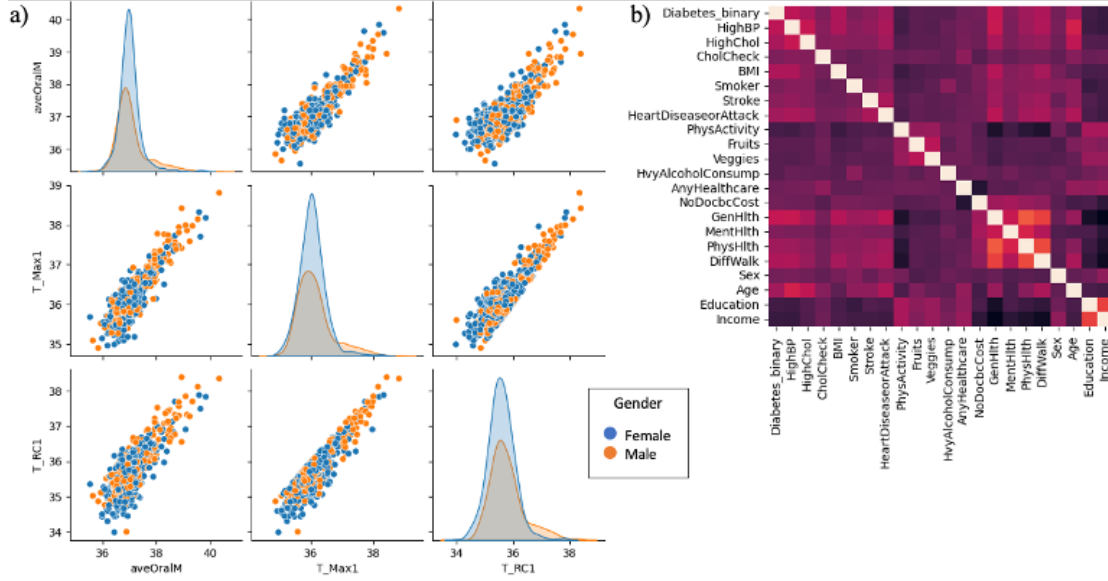 a)
40
39
38
37
36
aveOralM
39
38
37
36
35
T_Max1
38
37
36
35
34
T_RC1
36
38
40
aveOralM
36
38
T_Max1
34
36
38
T_RC1
Gender
Female
Male
b)
Diabetes_binary
HighBP
HighChol
CholCheck
BMI
Smoker
Stroke
HeartDiseaseorAttack
PhysActivity
Fruits
Veggies
HvyAlcoholConsump
AnyHealthcare
NoDocbcCost
GenHlth
MentHlth
PhysHlth
DiffWalk
Sex
Age
Education
Income
Diabetes_binary
HighBP
HighChol
CholCheck
BMI
Smoker
Stroke
HeartDiseaseorAttack
PhysActivity
Fruits
Veggies
HvyAlcoholConsump
AnyHealthcare
NoDocbcCost
GenHlth
MentHlth
PhysHlth
DiffWalk
Sex
Age
Education
Income